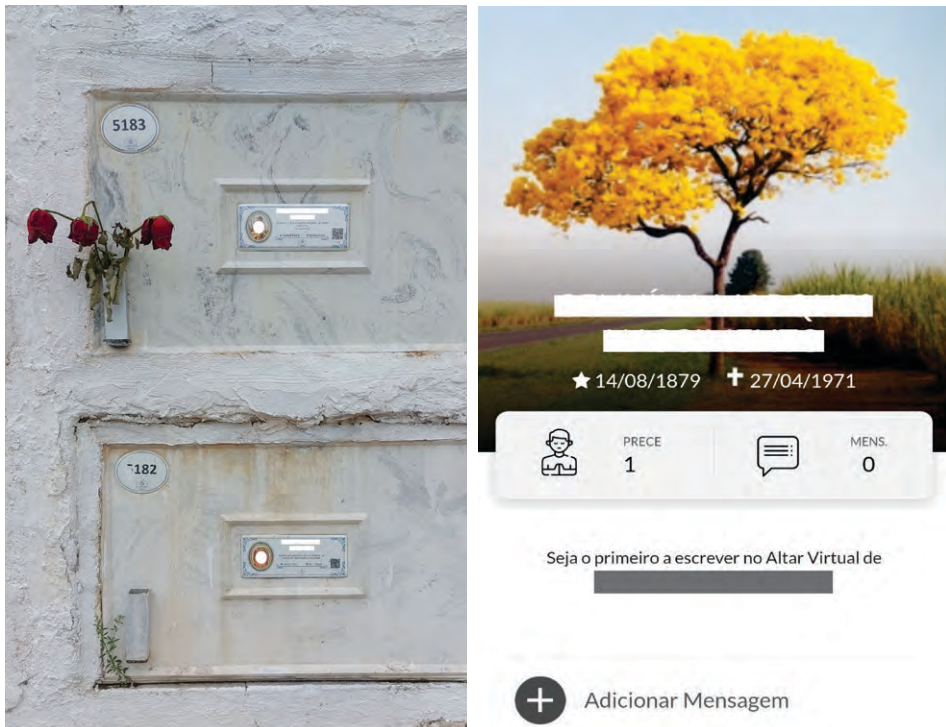 5183
182
14/08/1879 27/04/1971
PRECE
1
MENS.
0
Seja o primeiro a escrever no Altar Virtual de
Adicionar Mensagem